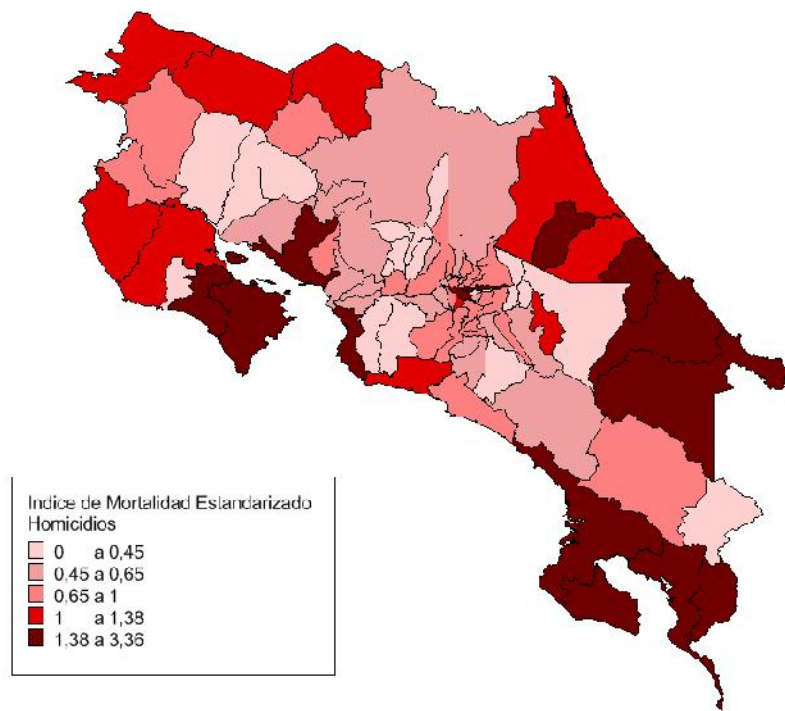 Indice de Mortalidad Estandarizado
Homicidios
0 a 0,45
0.45 a 0,65
0,65 a 1
1 a 1,38
1,38 a 3,36